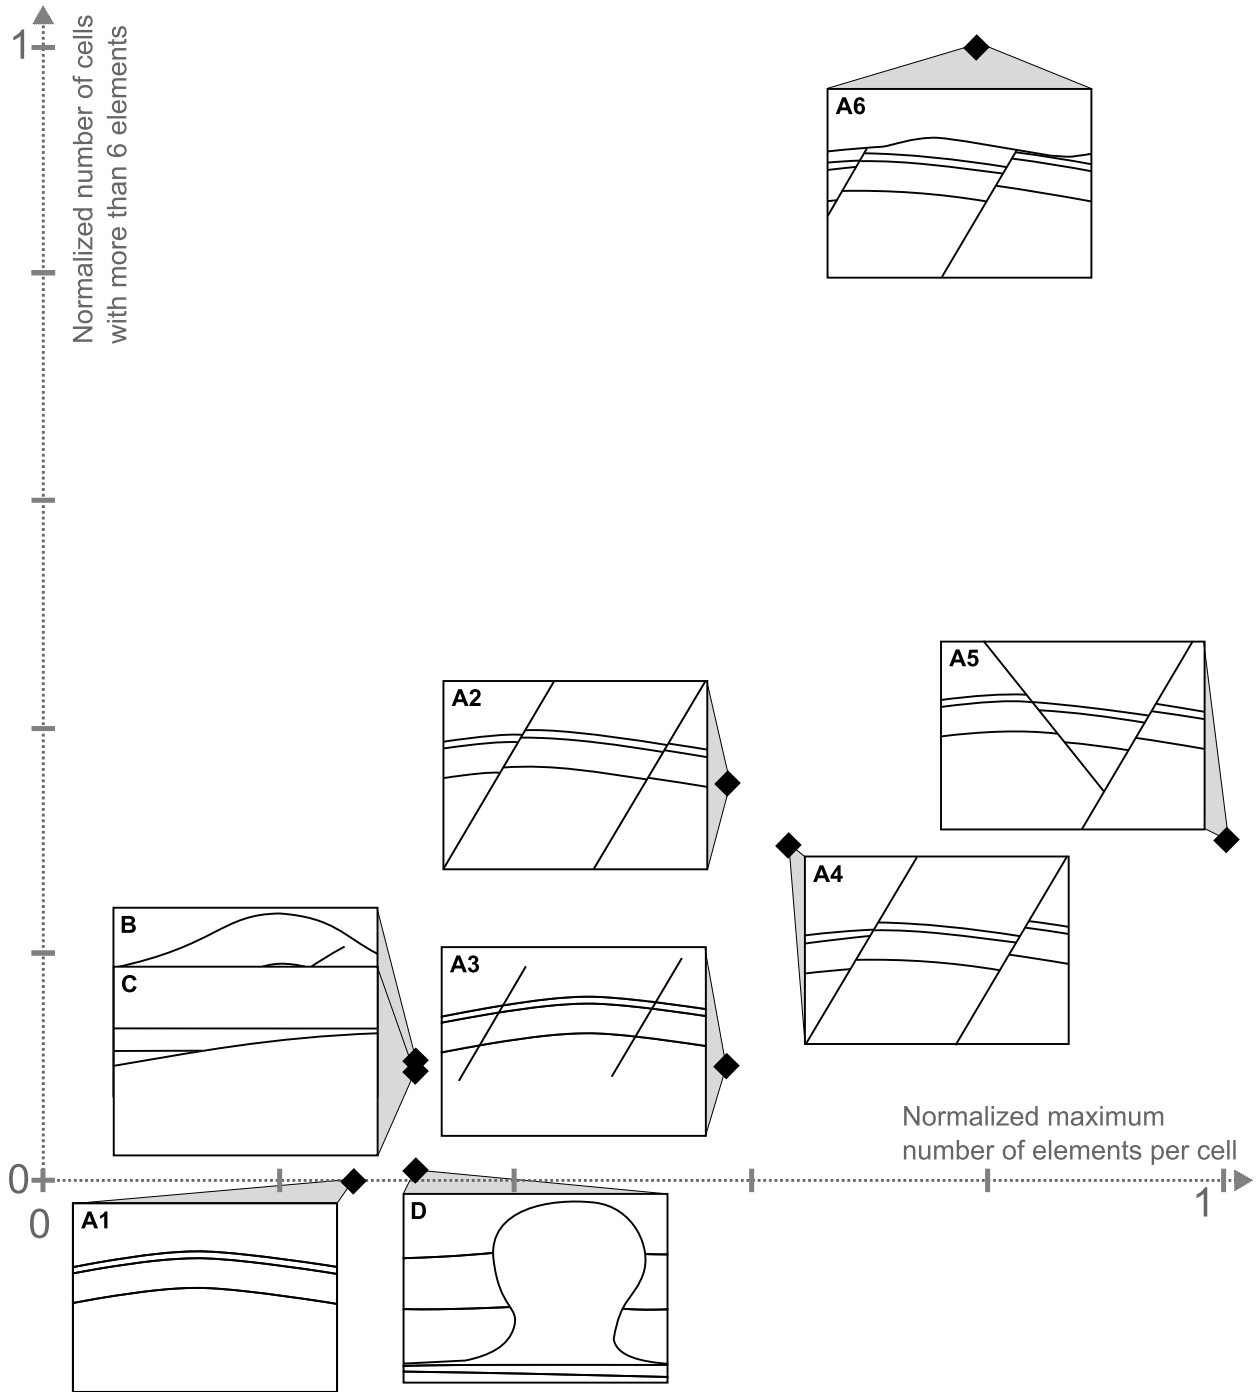 1
Normalized number of cells
with more than 6 elements
A6
A5
A2
A4
B
A3
C
Normalized maximum
number of elements per cell
0
0
1
A1
D